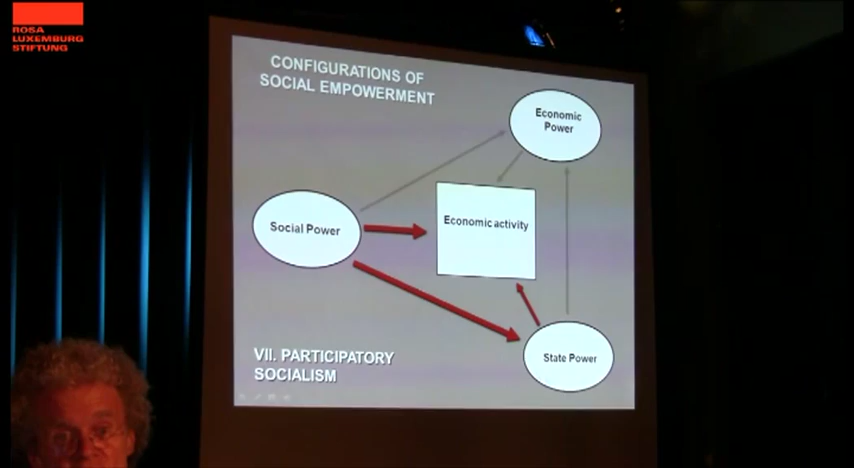 ROSA
LUXEMBURG
STIFTUNG
CONFIGURATIONS OF
SOCIAL EMPOWERMENT
Economic
Power
Social Power
Economic activity
State Power
VII. PARTICIPATORY
SOCIALISM